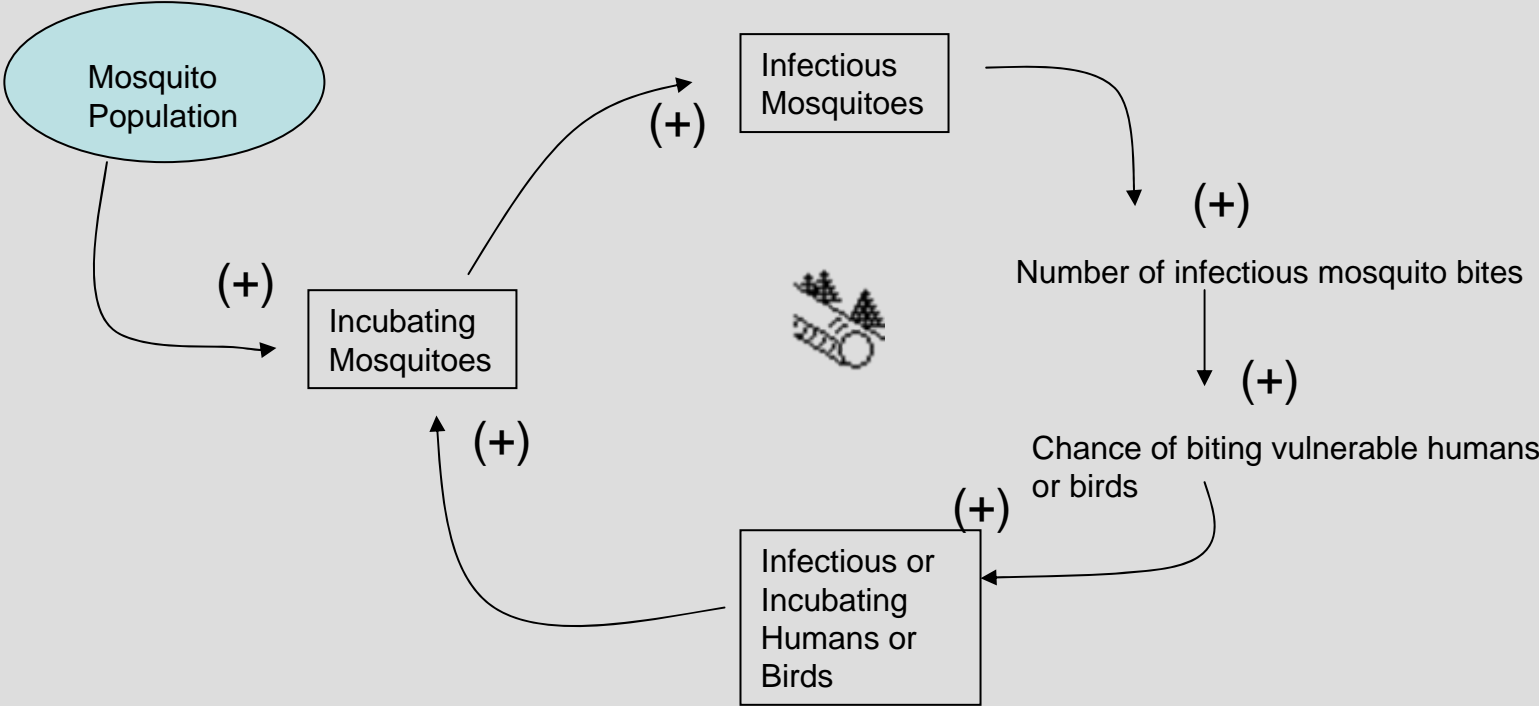 Mosquito
Population
(+)
Incubating
Mosquitoes
(+)
Infectious
Mosquitoes
(+)
Number of infectious mosquito bites
(+)
Chance of biting vulnerable humans
or birds
(+)
Infectious or
Incubating
Humans or
Birds
(+)